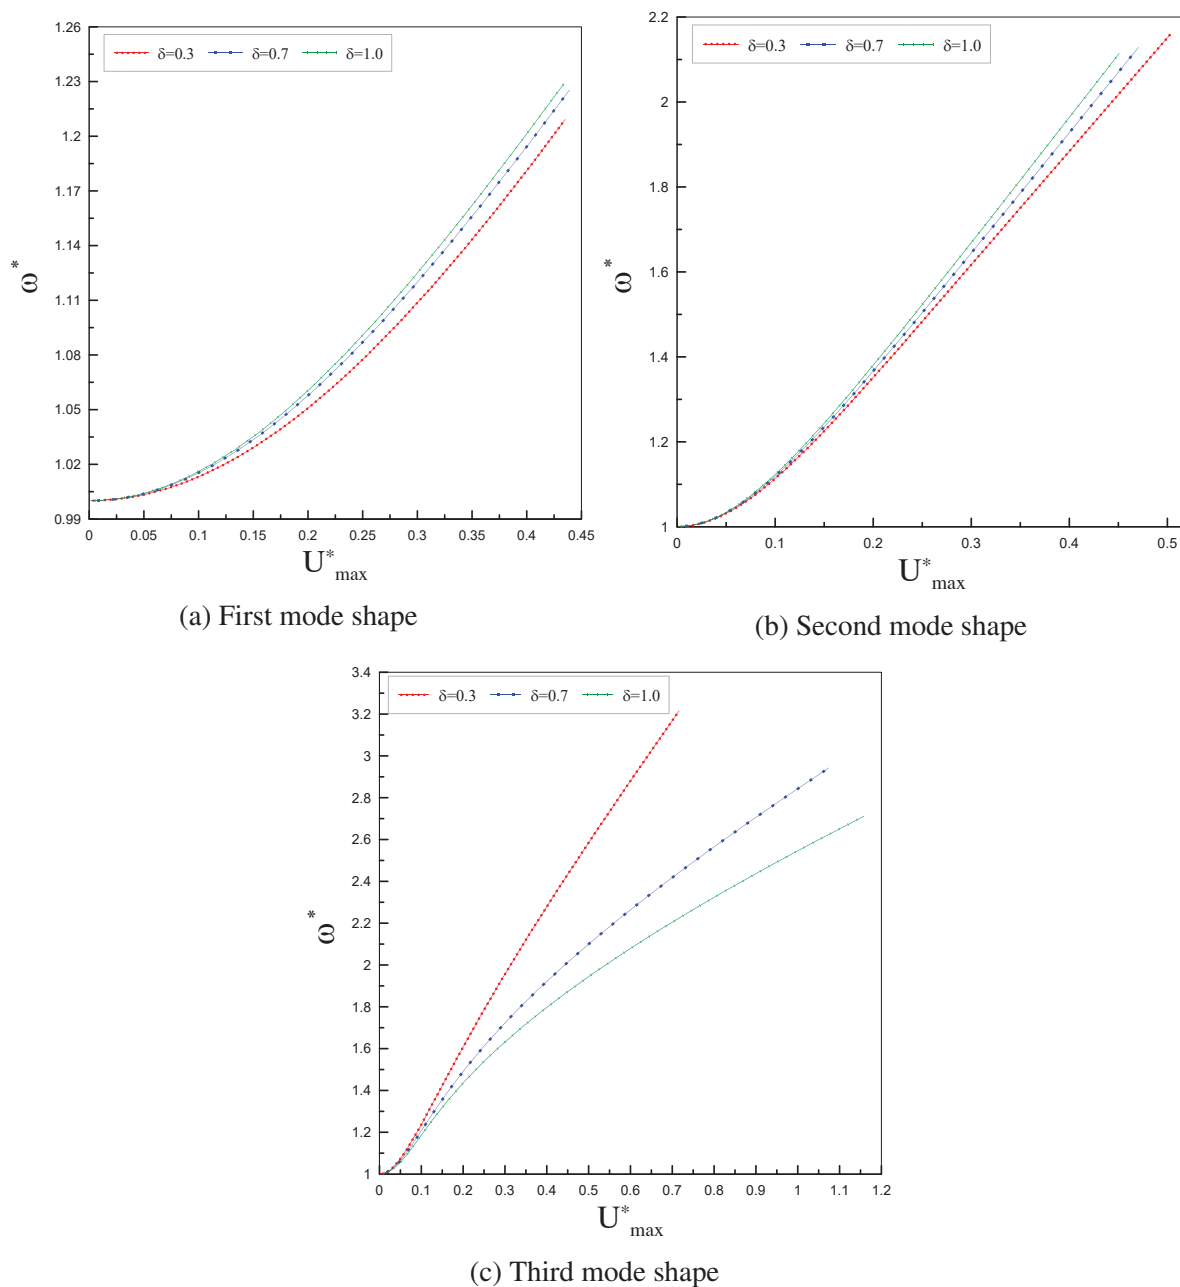 1.26
1.23
1.2
1.17
1.14
1.11
1.08
1.05
1.02
0.99
δ=0.3 δ=0.7 δ=1.0
ω*
0 0.05 0.1 0.15 0.2 0.25 0.3 0.35 0.4 0.45
U*max
(a) First mode shape
2.2
2
1.8
1.6
1.4
1.2
1
δ=0.3 δ=0.7 δ=1.0
ω*
0 0.1 0.2 0.3 0.4 0.5
U*max
(b) Second mode shape
3.4
3.2
3
2.8
2.6
2.4
2.2
2
1.8
1.6
1.4
1.2
1
δ=0.3 δ=0.7 δ=1.0
ω*
0 0.1 0.2 0.3 0.4 0.5 0.6 0.7 0.8 0.9 1 1.1 1.2
U*max
(c) Third mode shape